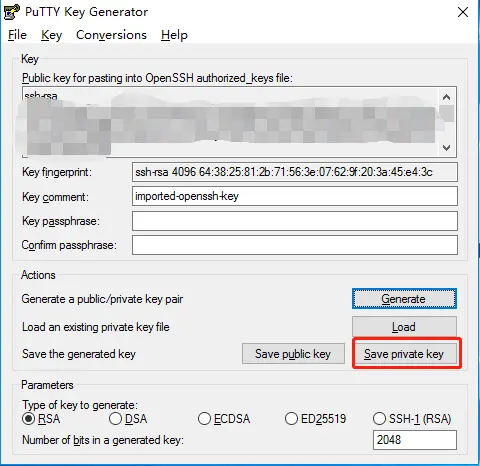 PuTTY Key Generator
File Key Conversions Help
Key
Public key for pasting into OpenSSH authorized_keys file:
ssh-rsa
Key fingerprint: ssh-rsa 4096 64:38:25:81:2b:71:56:3e:07:62:9f:20:3a:45:e4:3c
Key comment: imported-openssh-key
Key passphrase:
Confirm passphrase:
Actions
Generate a public/private key pair Generate
Load an existing private key file Load
Save the generated key Save public key Save private key
Parameters
Type of key to generate:
RSA DSA ECDSA ED25519 SSH-1 (RSA)
Number of bits in a generated key: 2048